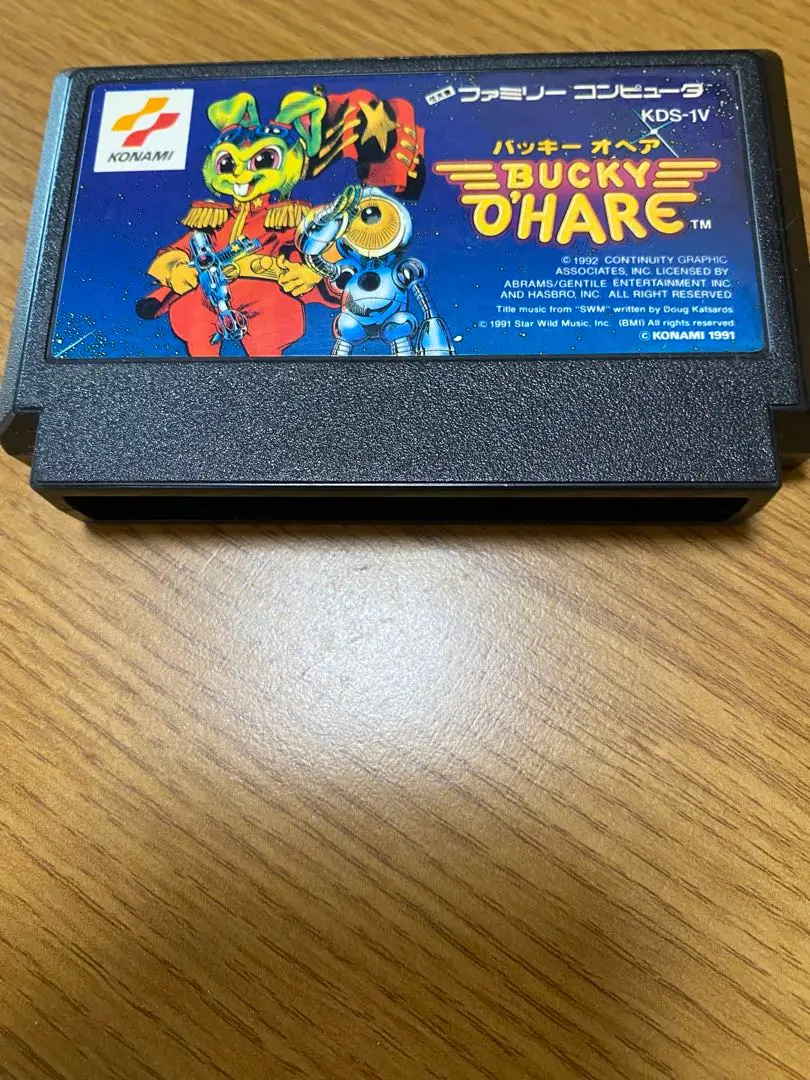 KONAMI
ファミリー コンピュータ
KDS-1V
バッキー オヘア
BUCKY
O'HARE™
© 1992 CONTINUITY GRAPHIC
ASSOCIATES, INC. LICENSED BY
ABRAMS/GENTILE ENTERTAINMENT INC.
AND HASBRO, INC. ALL RIGHT RESERVED.
Title music from "SWM" written by Doug Katsaros
© 1991 Star Wild Music, Inc. (BMI) All rights reserved.
© KONAMI 1991